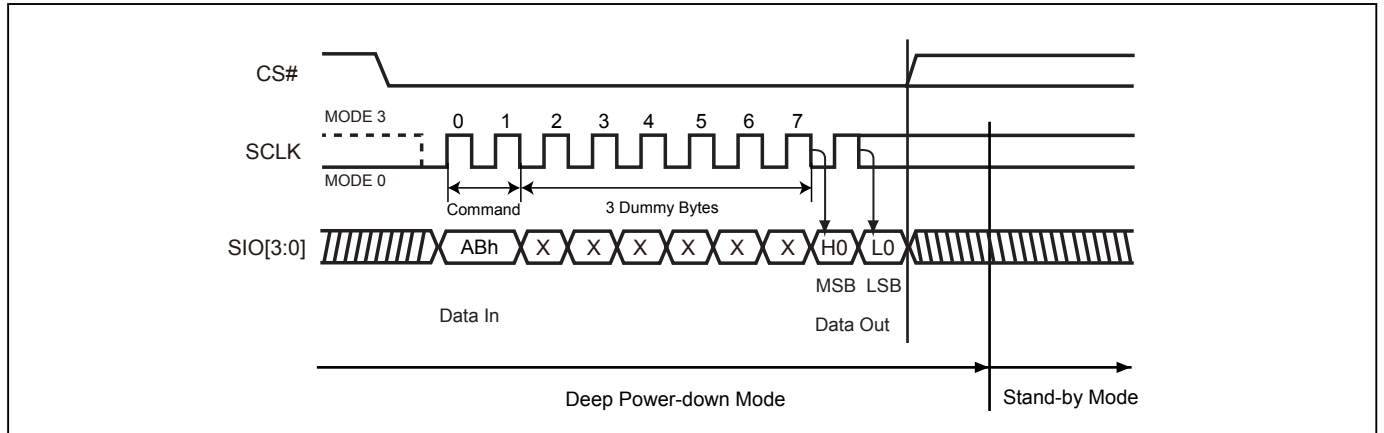 CS#
MODE 3
0 1 2 3 4 5 6 7
SCLK
MODE 0
Command
3 Dummy Bytes
SIO[3:0]
ABh X X X X X X H0 L0
MSB LSB
Data In
Data Out
Deep Power-down Mode
Stand-by Mode